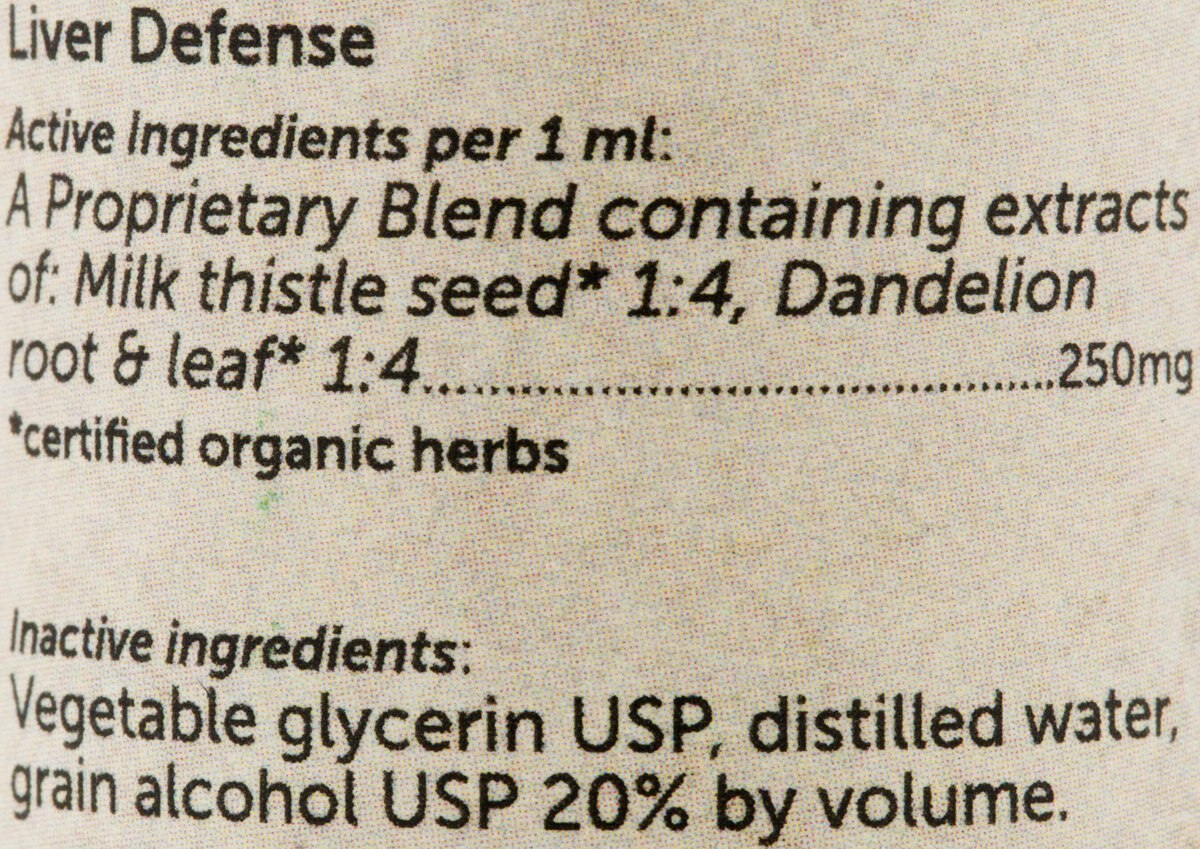 Liver Defense
Active Ingredients per 1 ml:
A Proprietary Blend containing extracts
of: Milk thistle seed* 1:4, Dandelion
root & leaf* 1:4..................................................250mg
*certified organic herbs
Inactive ingredients:
Vegetable glycerin USP, distilled water,
grain alcohol USP 20% by volume.